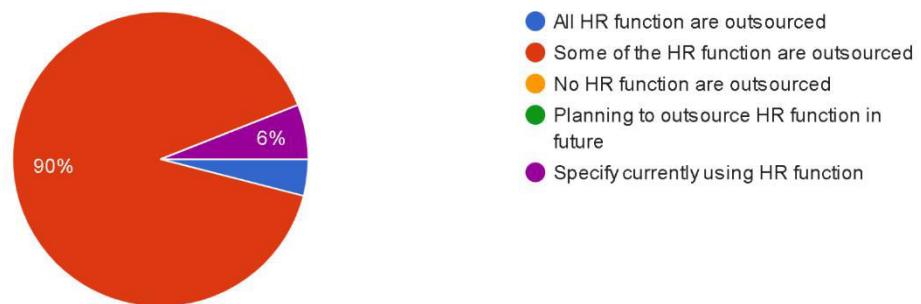 90%
6%
All HR function are outsourced
Some of the HR function are outsourced
No HR function are outsourced
Planning to outsource HR function in
future
Specify currently using HR function